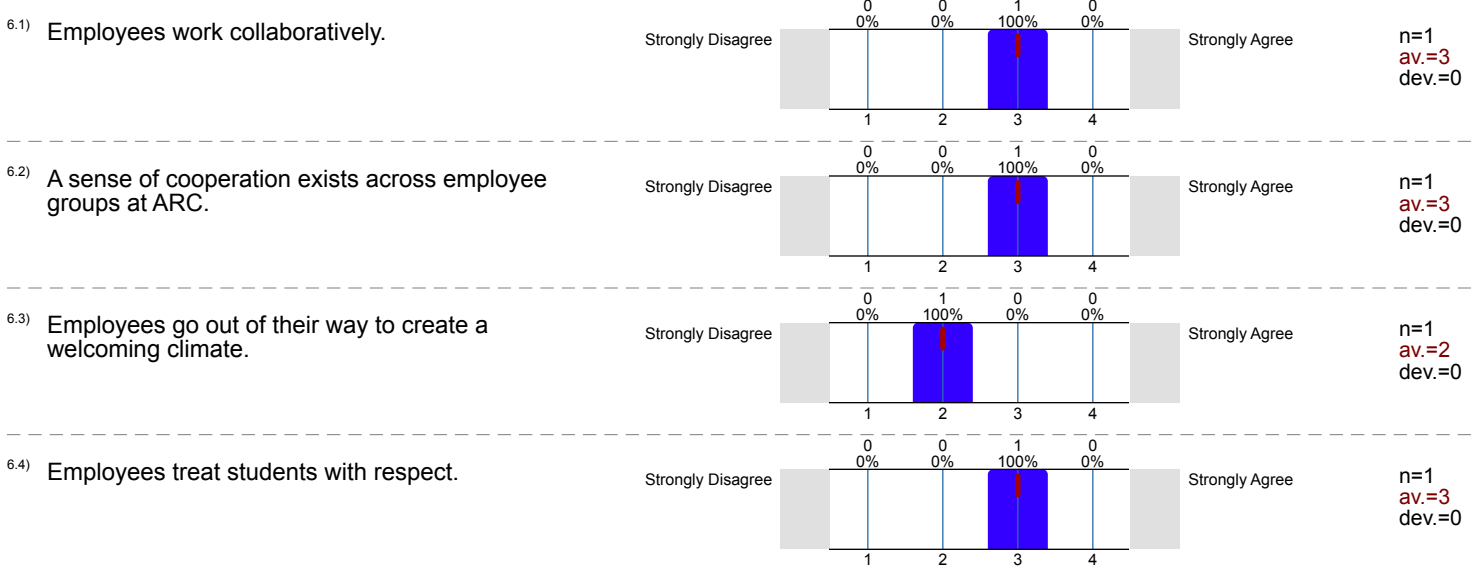 0 0 1 0
0% 0% 100% 0%
6.1) Employees work collaboratively.
Strongly Disagree
Strongly Agree
n=1
av.=3
dev.=0
1 2 3 4
0 0 1 0
0% 0% 100% 0%
6.2) A sense of cooperation exists across employee
groups at ARC.
Strongly Disagree
Strongly Agree
n=1
av.=3
dev.=0
1 2 3 4
0 1 0 0
0% 100% 0% 0%
6.3) Employees go out of their way to create a
welcoming climate.
Strongly Disagree
Strongly Agree
n=1
av.=2
dev.=0
1 2 3 4
0 0 1 0
0% 0% 100% 0%
6.4) Employees treat students with respect.
Strongly Disagree
Strongly Agree
n=1
av.=3
dev.=0
1 2 3 4